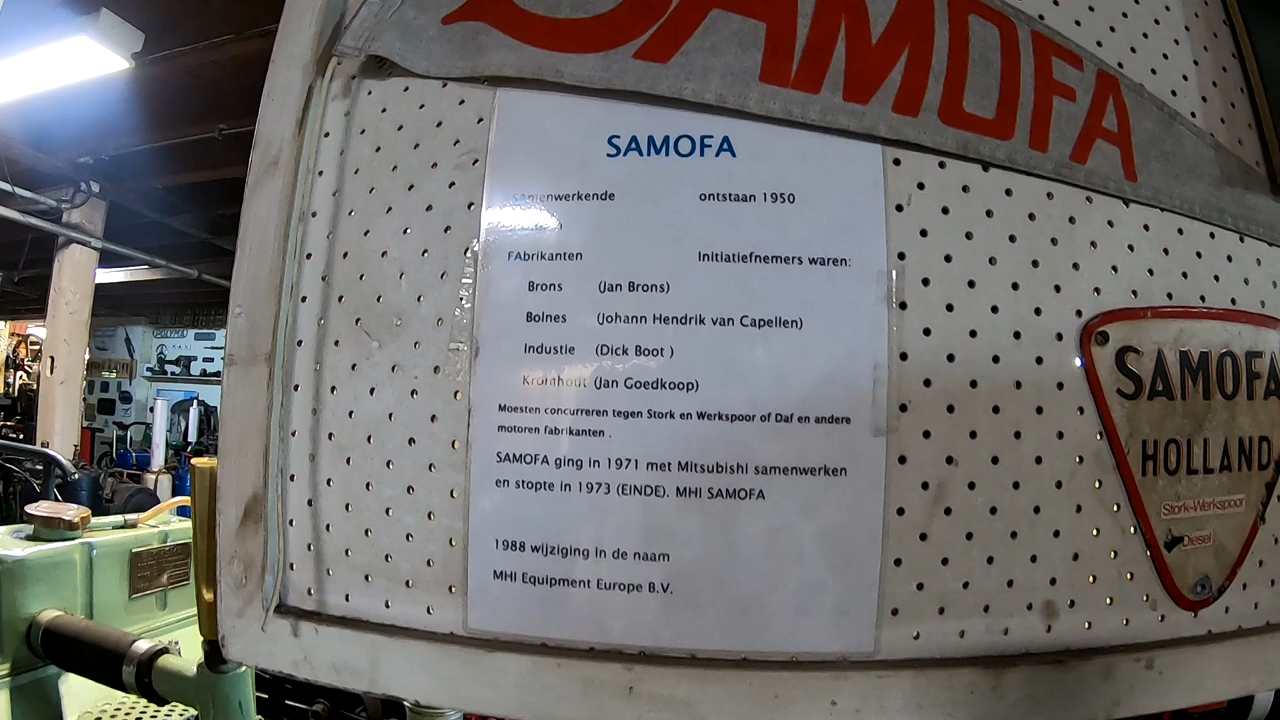 SAMOFA
SAMOFA
SAmenwerkende ontstaan 1950
FAbrikanten Initiatiefnemers waren:
Brons (Jan Brons)
Bolnes (Johann Hendrik van Capellen)
Industie (Dick Boot )
Kromhout (Jan Goedkoop)
Moesten concurreren tegen Stork en Werkspoor of Daf en andere
motoren fabrikanten .
SAMOFA ging in 1971 met Mitsubishi samenwerken
en stopte in 1973 (EINDE). MHI SAMOFA
1988 wijziging in de naam
MHI Equipment Europe B.V.
SAMOFA
HOLLAND
Stork-Werkspoor
Diesel
POLYMA